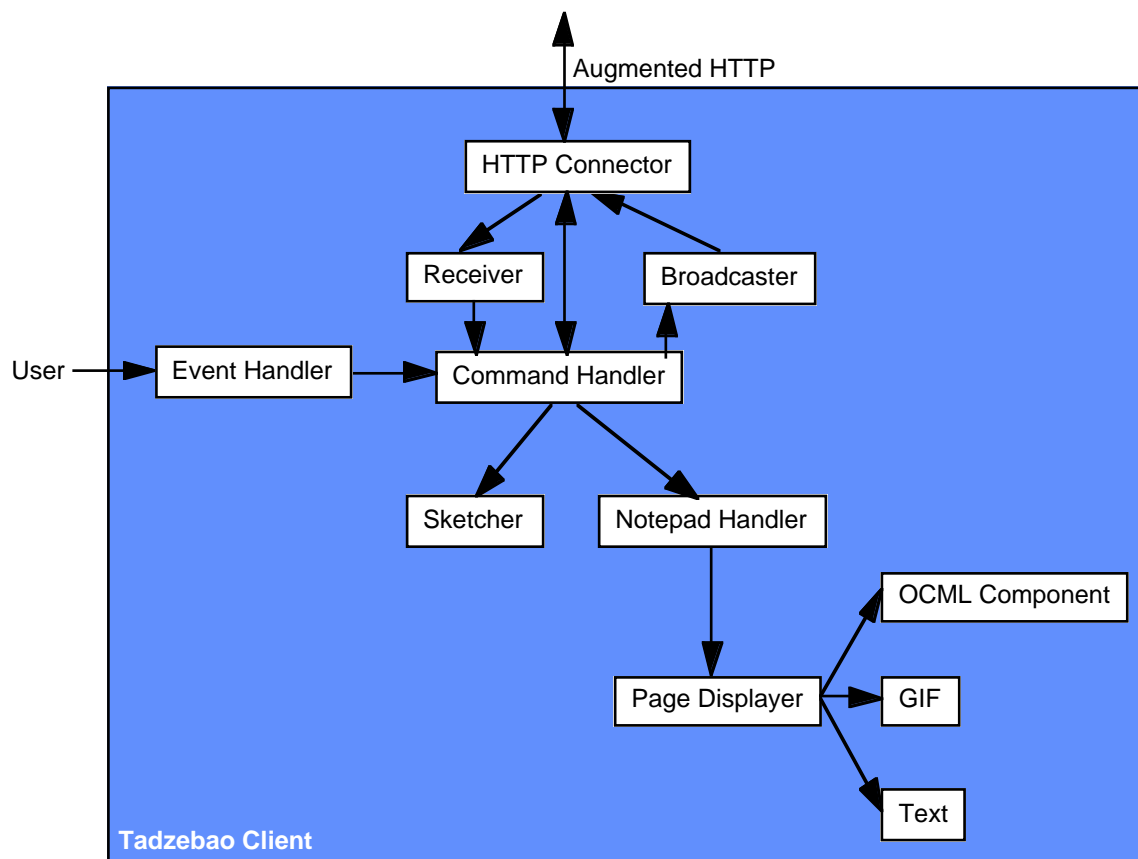 Augmented HTTP
HTTP Connector
Receiver
Broadcaster
User
Event Handler
Command Handler
Sketcher
Notepad Handler
OCML Component
Page Displayer
GIF
Text
Tadzebao Client